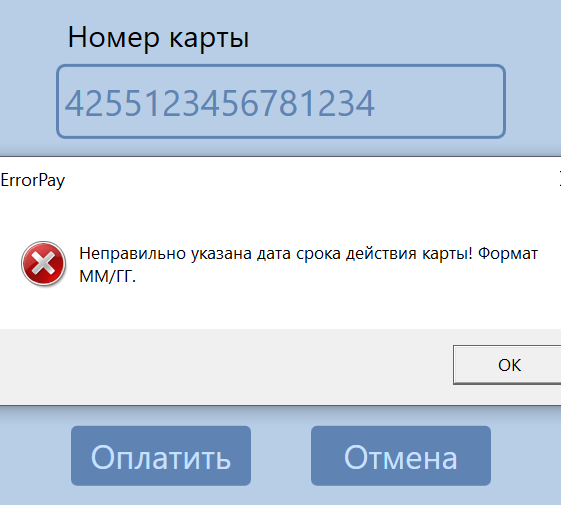 Номер карты
4255123456781234
ErrorPay
Неправильно указана дата срока действия карты! Формат
ММ/ГГ.
OK
Оплатить
Отмена